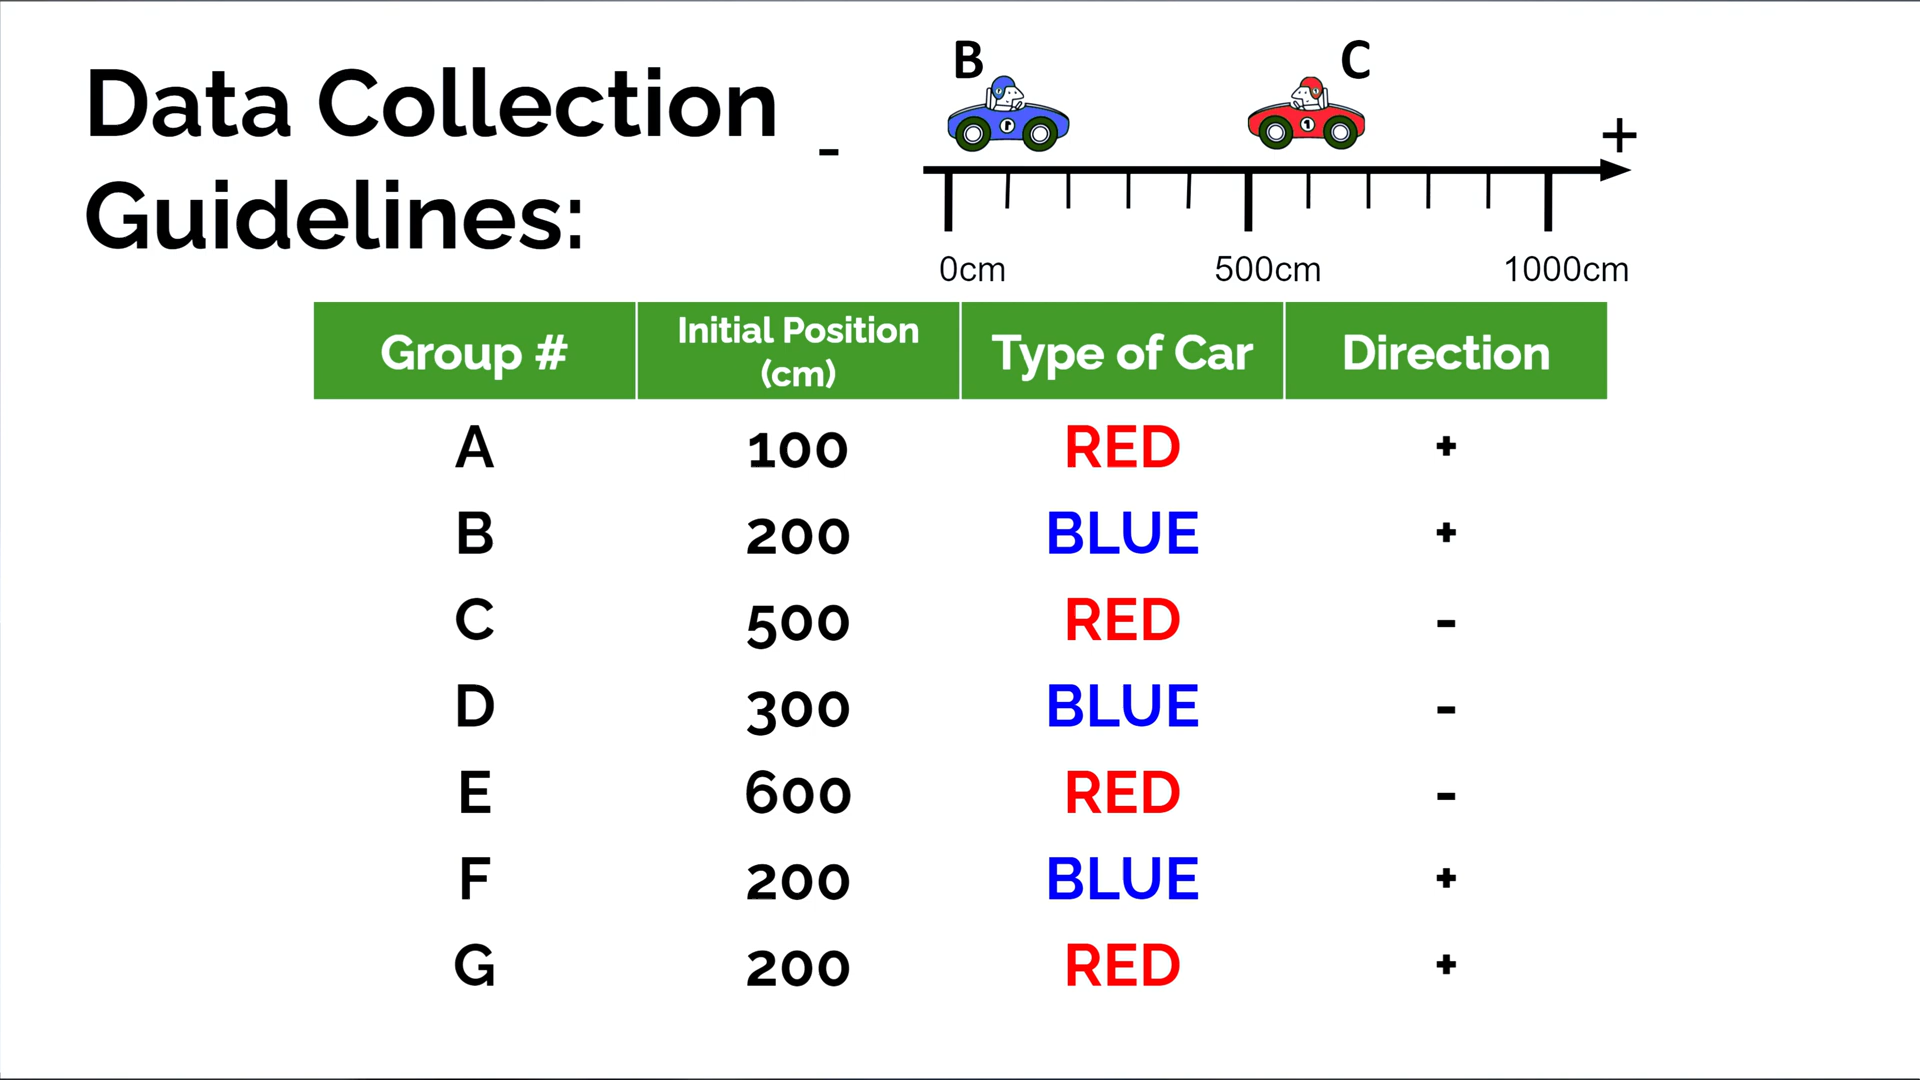 Data Collection
Guidelines:
B
C
-
+
0cm 500cm 1000cm
Group # Initial Position (cm) Type of Car Direction
A 100 RED +
B 200 BLUE +
C 500 RED -
D 300 BLUE -
E 600 RED -
F 200 BLUE +
G 200 RED +